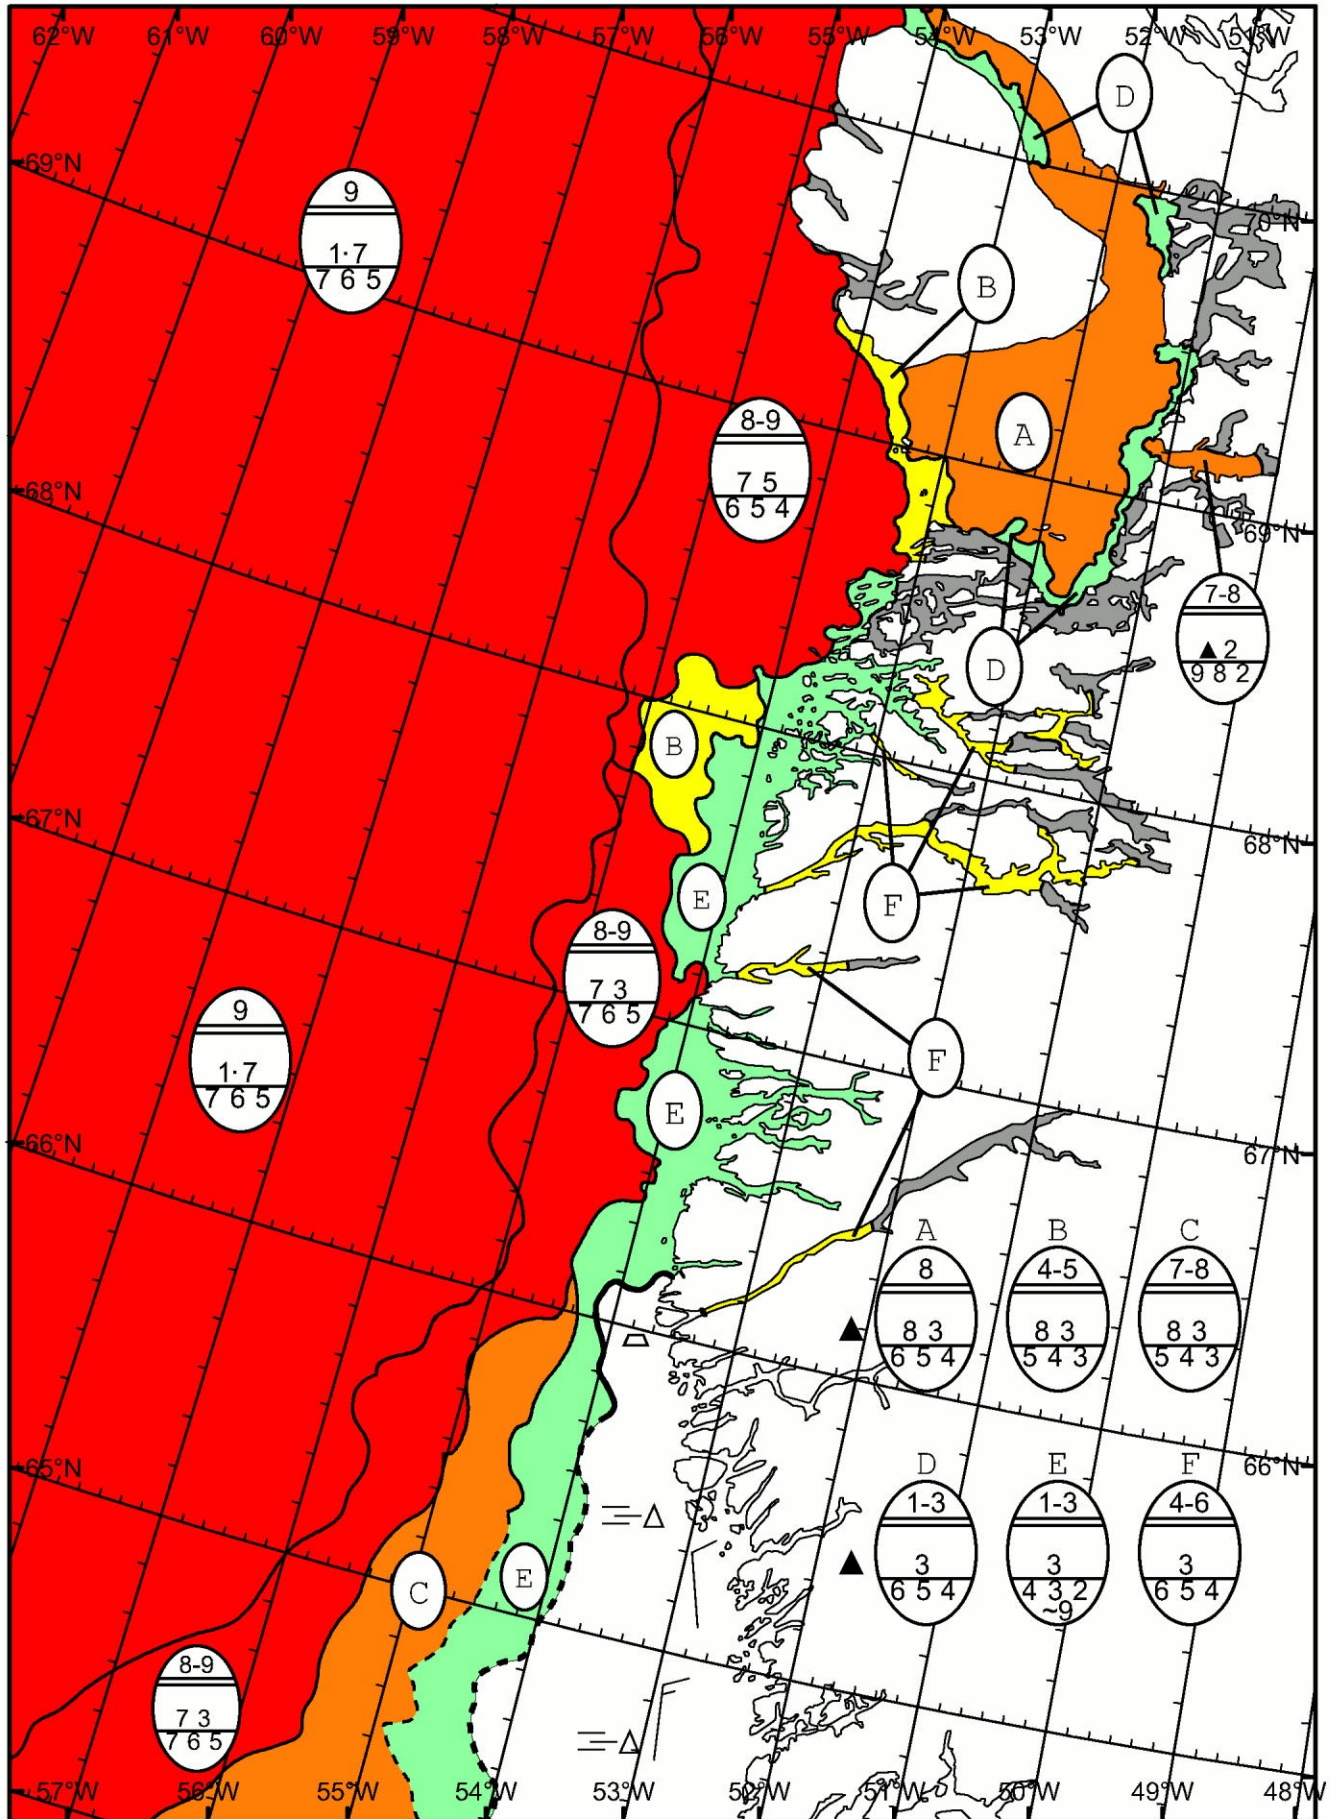 62°W 61°W 60°W 59°W 58°W 57°W 56°W 55°W 54°W 53°W 52°W 51°W
D
69°N
9
1·7
7 6 5
70°N
B
8-9
7 5
6 5 4
A
68°N
69°N
7-8
▲ 2
9 8 2
D
B
67°N
68°N
E
F
8-9
7 3
7 6 5
9
1·7
7 6 5
F
E
66°N
67°N
A B C
8
8 3
6 5 4
4-5
8 3
5 4 3
7-8
8 3
5 4 3
65°N
66°N
D E F
1-3
3
6 5 4
1-3
3
4 3 2
~9
4-6
3
6 5 4
C
E
8-9
7 3
7 6 5
57°W 56°W 55°W 54°W 53°W 52°W 51°W 50°W 49°W 48°W